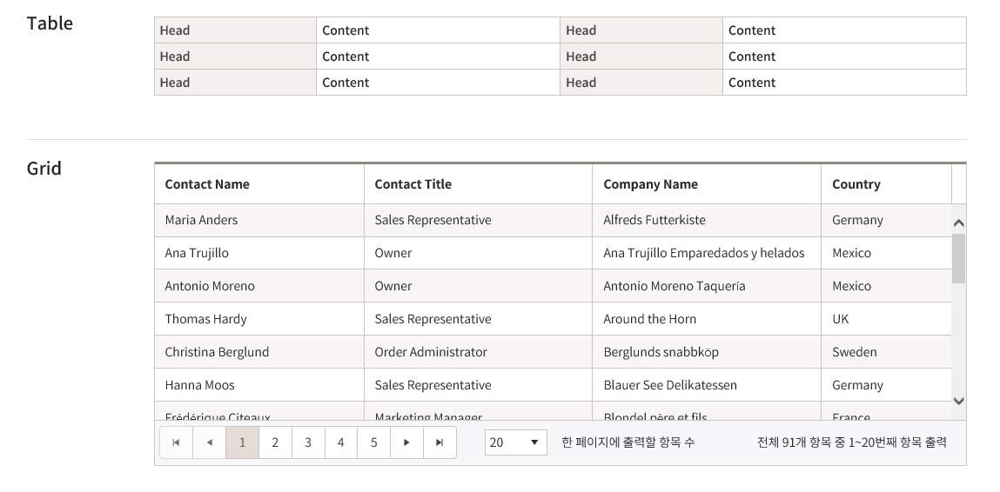 Table
Head Content Head Content
Head Content Head Content
Head Content Head Content
Grid
Contact Name Contact Title Company Name Country
Maria Anders Sales Representative Alfreds Futterkiste Germany
Ana Trujillo Owner Ana Trujillo Emparedados y helados Mexico
Antonio Moreno Owner Antonio Moreno Taquería Mexico
Thomas Hardy Sales Representative Around the Horn UK
Christina Berglund Order Administrator Berglunds snabbköp Sweden
Hanna Moos Sales Representative Blauer See Delikatessen Germany
Frédérique Citeaux Marketing Manager Blondel père et fils France
1 2 3 4 5 20 한 페이지에 출력할 항목 수 전체 91개 항목 중 1~20번째 항목 출력